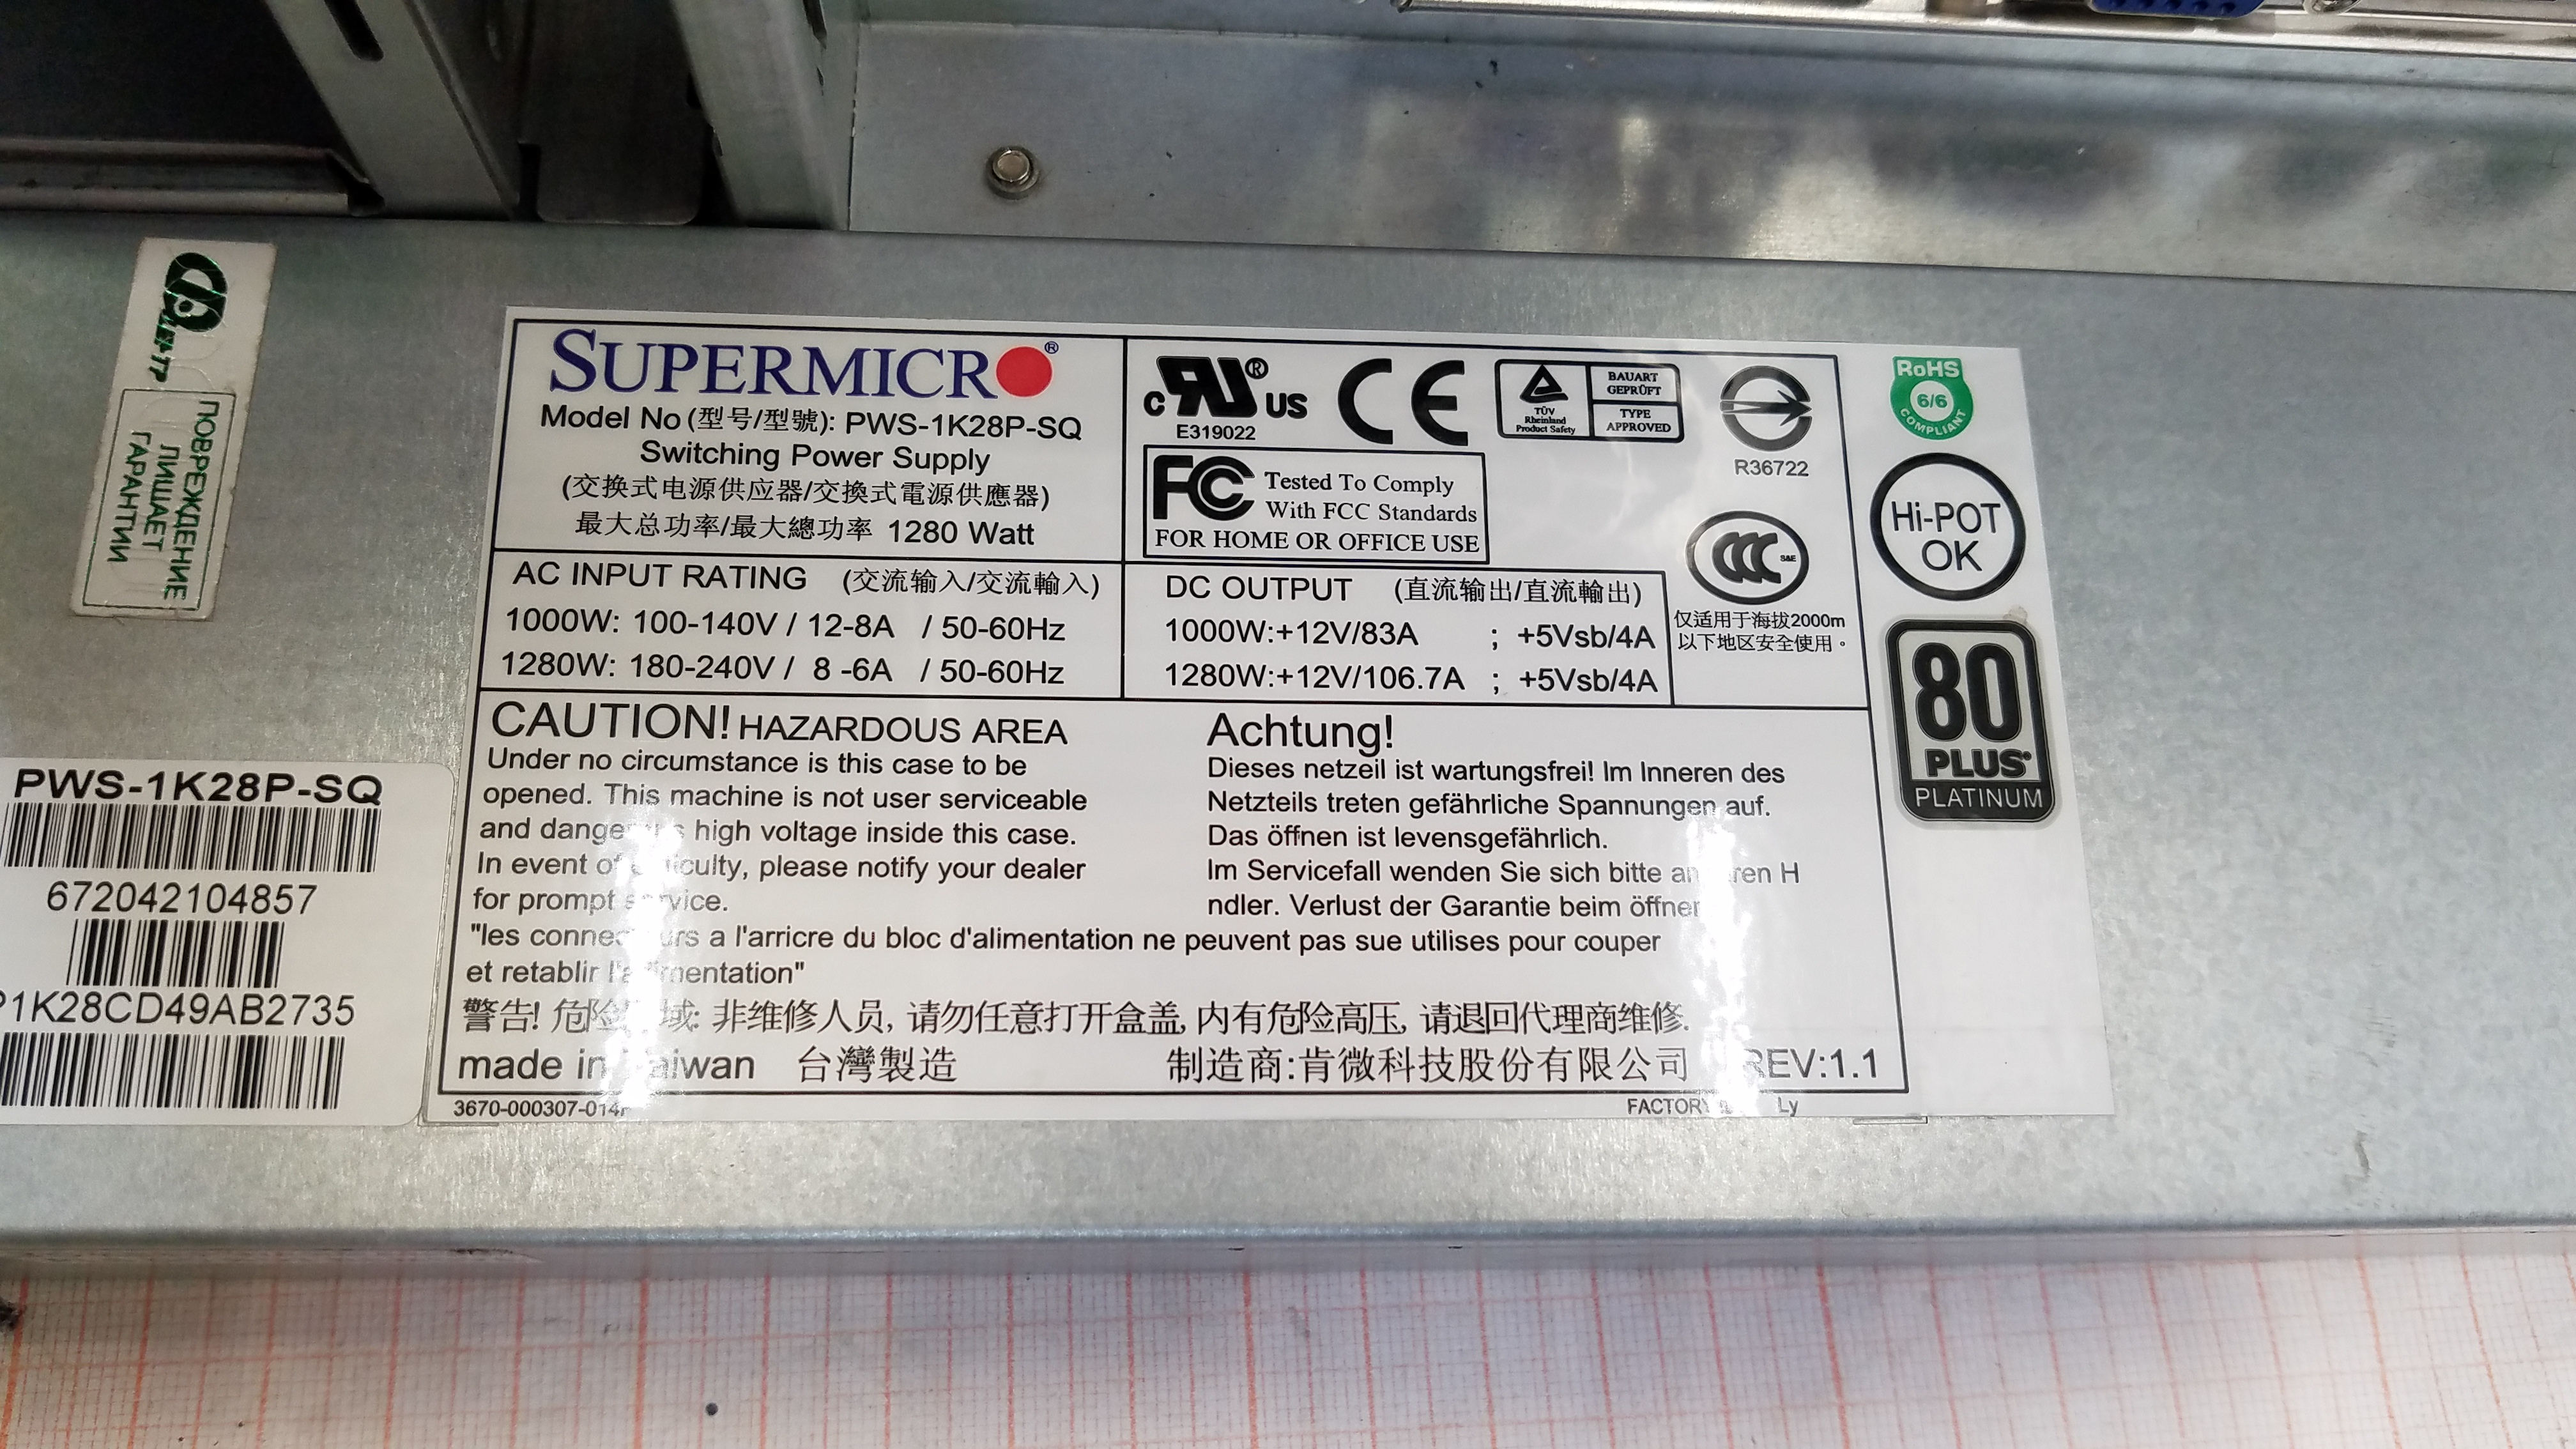 ПОВРЕЖДЕНИЕ
ЛИШАЕТ
ГАРАНТИИ
SUPERMICRO®
Model No (型号/型號): PWS-1K28P-SQ
Switching Power Supply
(交换式电源供应器/交換式電源供應器)
最大总功率/最大總功率 1280 Watt
c RU® US
E319022
CE
TÜV
Rheinland
Product Safety
BAUART
GEPRÜFT
TYPE
APPROVED
R36722
FC Tested To Comply
With FCC Standards
FOR HOME OR OFFICE USE
CCC S&E
仅适用于海拔2000m
以下地区安全使用。
RoHS
6/6
COMPLIANT
Hi-POT
OK
80
PLUS
PLATINUM
AC INPUT RATING (交流输入/交流輸入)
1000W: 100-140V / 12-8A / 50-60Hz
1280W: 180-240V / 8 -6A / 50-60Hz
DC OUTPUT (直流输出/直流輸出)
1000W:+12V/83A ; +5Vsb/4A
1280W:+12V/106.7A ; +5Vsb/4A
CAUTION! HAZARDOUS AREA
Under no circumstance is this case to be
opened. This machine is not user serviceable
and high voltage inside this case.
In event of please notify your dealer
for prompt
Achtung!
Dieses netzeil ist wartungsfrei! Im Inneren des
Netzteils treten gefährliche Spannungen auf.
Das öffnen ist levensgefährlich.
Im Servicefall wenden Sie sich bitte H
ndler. Verlust der Garantie beim öffnen
"les a l'arricre du bloc d'alimentation ne peuvent pas sue utilises pour couper
et retablir
警告! 危险 域: 非维修人员, 请勿任意打开盒盖, 内有危险高压, 请退回代理商维修.
made in Taiwan 台灣製造
制造商:肯微科技股份有限公司 REV:1.1
FACTORY
PWS-1K28P-SQ
672042104857
P1K28CD49AB2735